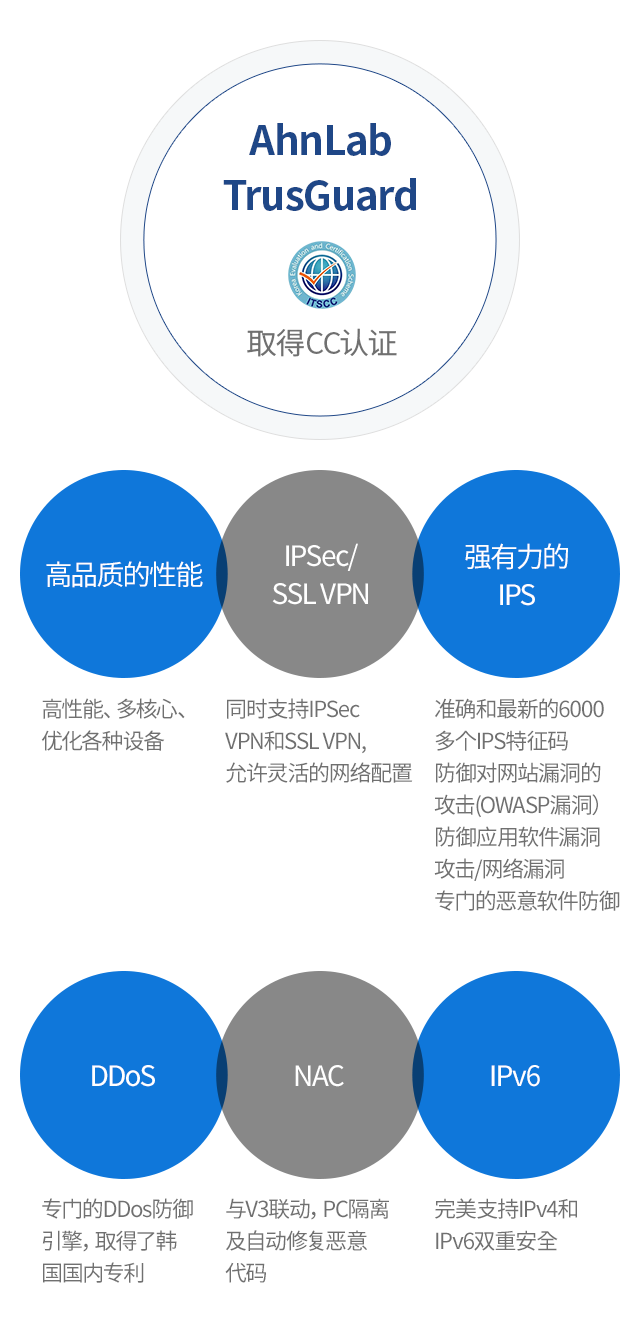 AhnLab
TrusGuard
Korea Evaluation and Certification Scheme
ITSCC
取得CC认证
高品质的性能
IPSec/
SSL VPN
强有力的
IPS
高性能、多核心、
优化各种设备
同时支持IPSec
VPN和SSL VPN,
允许灵活的网络配置
准确和最新的6000
多个IPS特征码
防御对网站漏洞的
攻击(OWASP漏洞）
防御应用软件漏洞
攻击/网络漏洞
专门的恶意软件防御
DDoS
NAC
IPv6
专门的DDos防御
引擎, 取得了韩
国国内专利
与V3联动, PC隔离
及自动修复恶意
代码
完美支持IPv4和
IPv6双重安全